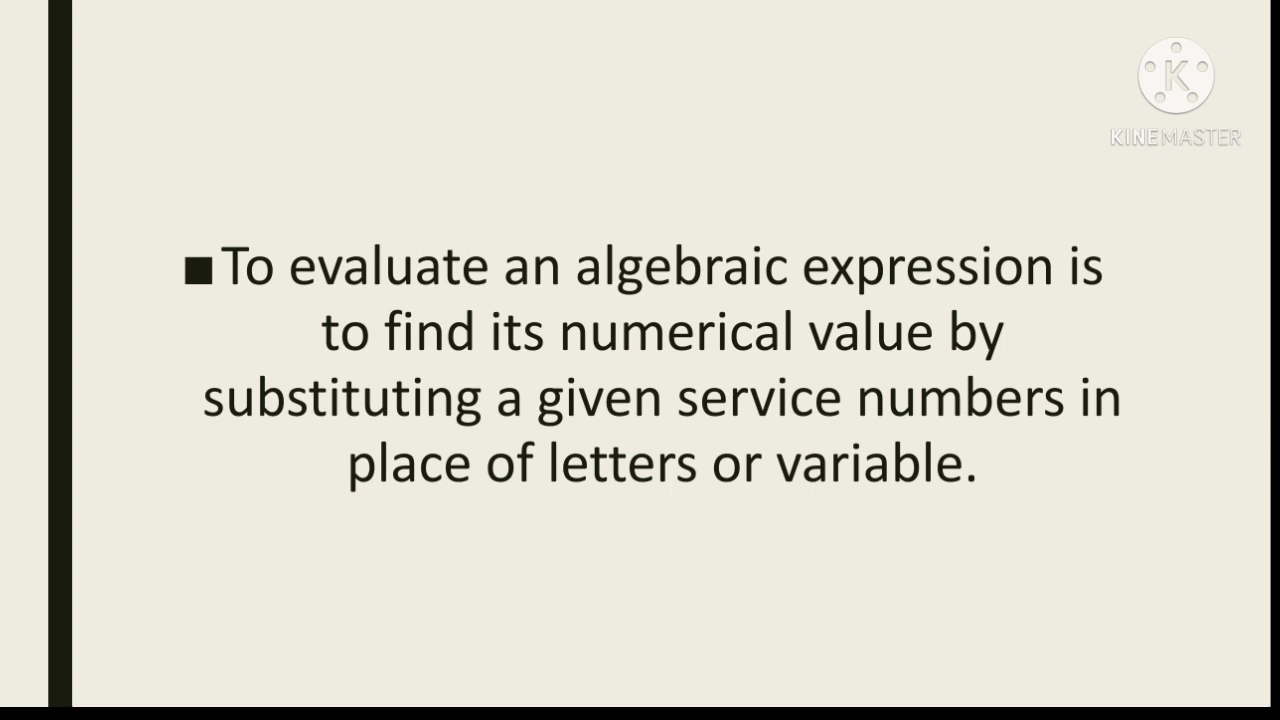 K
KINEMASTER
■To evaluate an algebraic expression is
to find its numerical value by
substituting a given service numbers in
place of letters or variable.